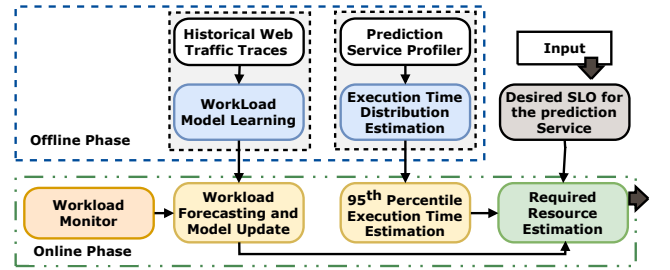 Historical Web
Traffic Traces
Prediction
Service Profiler
Input
WorkLoad
Model Learning
Execution Time
Distribution
Estimation
Desired SLO for
the prediction
Service
Offline Phase
Workload
Monitor
Workload
Forecasting and
Model Update
95th Percentile
Execution Time
Estimation
Required
Resource
Estimation
Online Phase